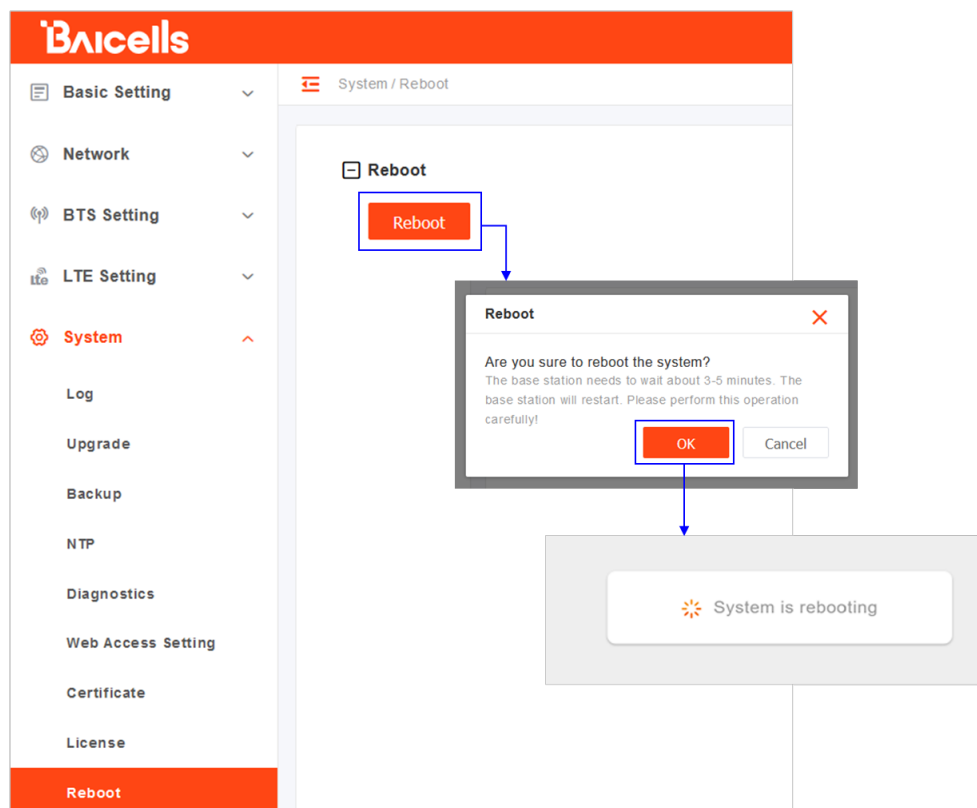 Baicells
Basic Setting
System / Reboot
Network
Reboot
BTS Setting
Reboot
LTE Setting
Reboot
System
Are you sure to reboot the system?
The base station needs to wait about 3-5 minutes. The
base station will restart. Please perform this operation
carefully!
OK
Cancel
Log
Upgrade
Backup
NTP
Diagnostics
System is rebooting
Web Access Setting
Certificate
License
Reboot